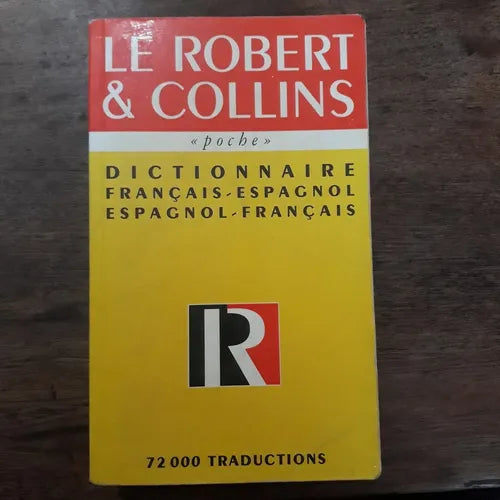 LE ROBERT
& COLLINS
« poche »
DICTIONNAIRE
FRANÇAIS-ESPAGNOL
ESPAGNOL-FRANÇAIS
R
72 000 TRADUCTIONS